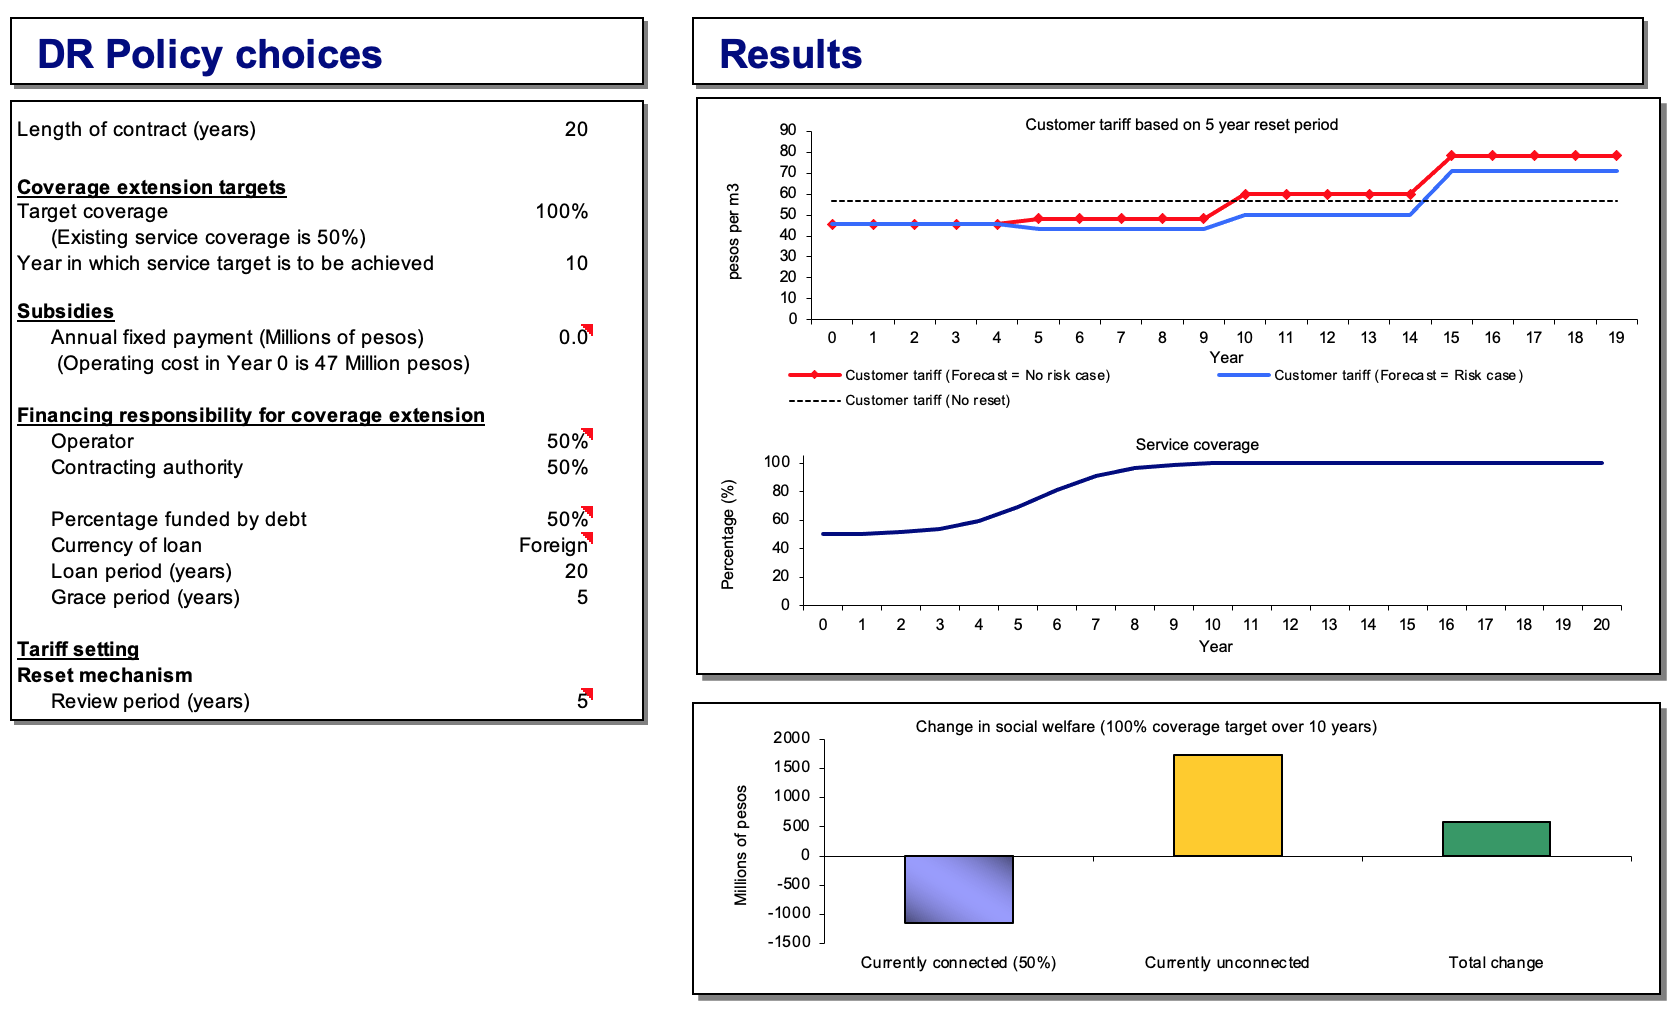 DR Policy choices
Length of contract (years) 20
Coverage extension targets
Target coverage 100%
(Existing service coverage is 50%)
Year in which service target is to be achieved 10
Subsidies
Annual fixed payment (Millions of pesos) 0.0
(Operating cost in Year 0 is 47 Million pesos)
Financing responsibility for coverage extension
Operator 50%
Contracting authority 50%
Percentage funded by debt 50%
Currency of loan Foreign
Loan period (years) 20
Grace period (years) 5
Tariff setting
Reset mechanism
Review period (years) 5
Results
Customer tariff based on 5 year reset period
pesos per m3
90
80
70
60
50
40
30
20
10
0
0 1 2 3 4 5 6 7 8 9 10 11 12 13 14 15 16 17 18 19
Year
Customer tariff (Forecast = No risk case) Customer tariff (Forecast = Risk case)
Customer tariff (No reset)
Service coverage
Percentage (%)
100
80
60
40
20
0
0 1 2 3 4 5 6 7 8 9 10 11 12 13 14 15 16 17 18 19 20
Year
Change in social welfare (100% coverage target over 10 years)
Millions of pesos
2000
1500
1000
500
0
-500
-1000
-1500
Currently connected (50%) Currently unconnected Total change